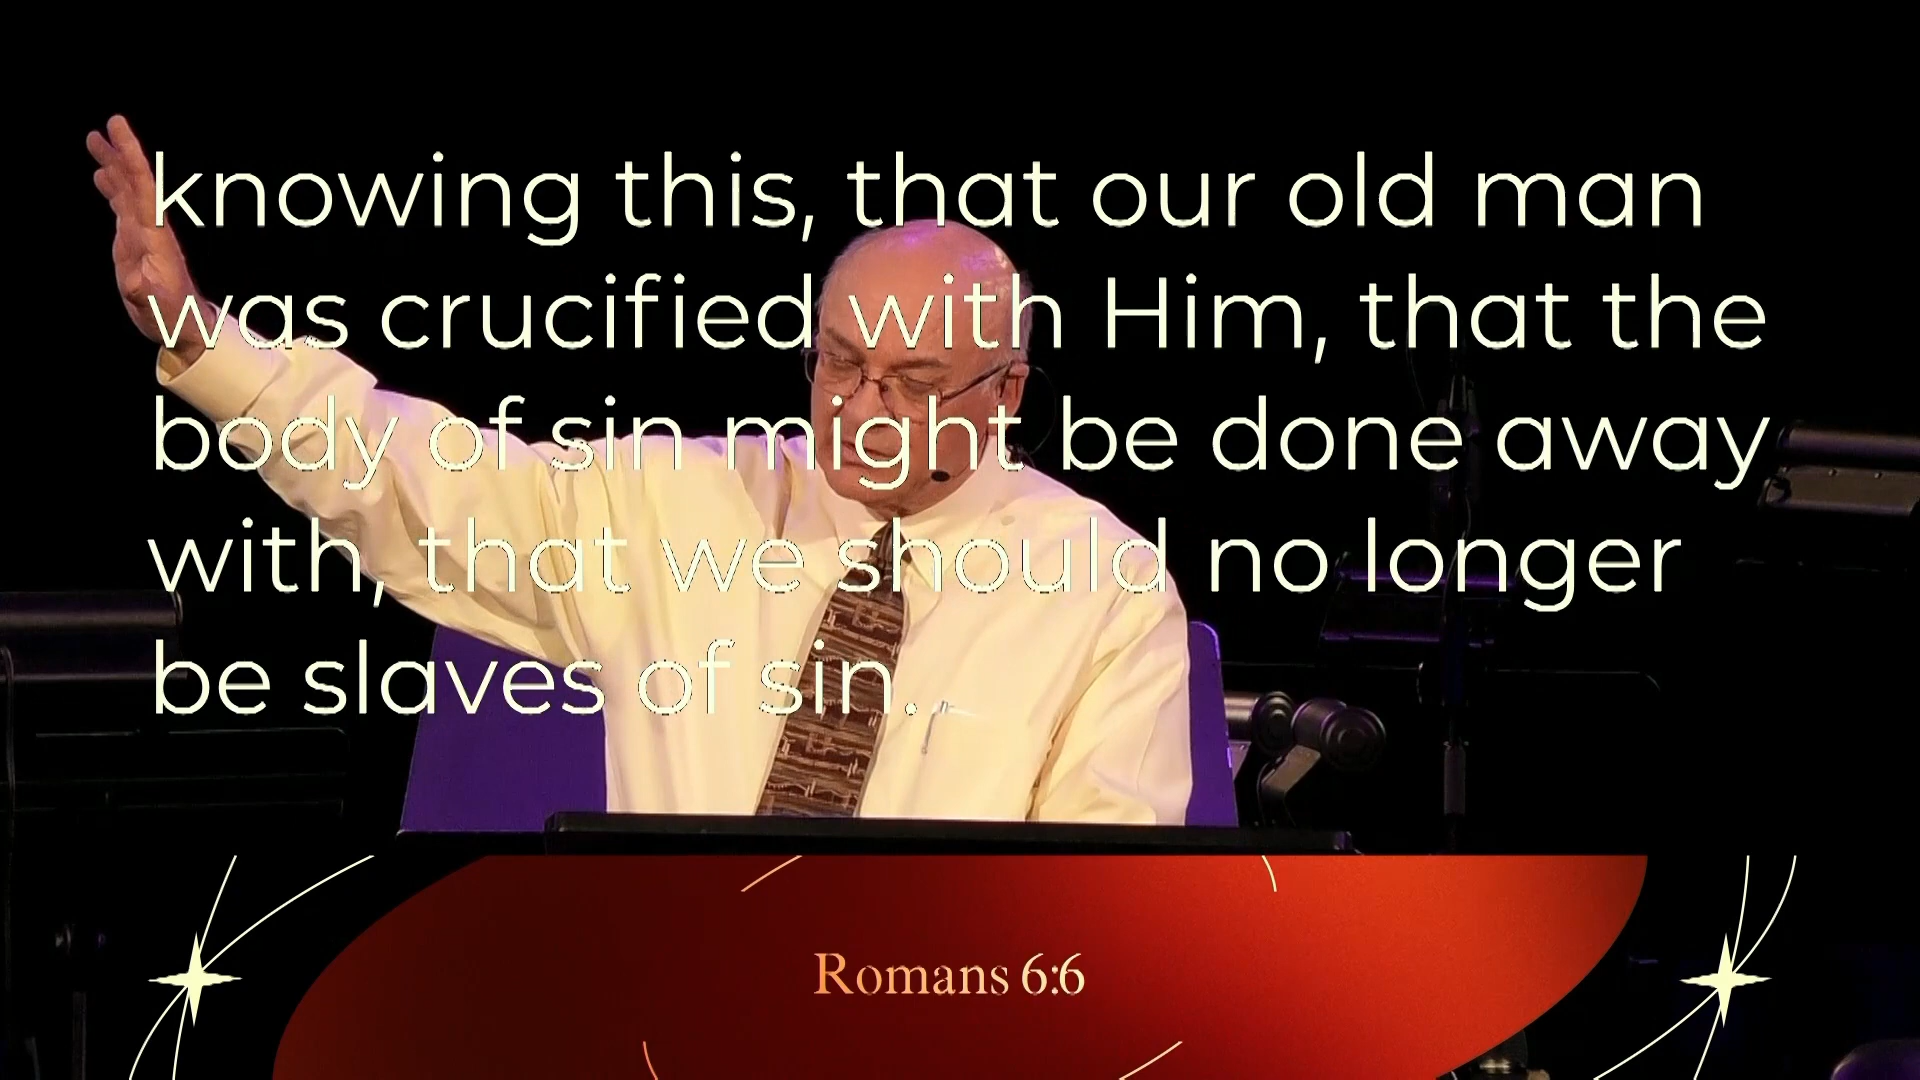 knowing this, that our old man
was crucified with Him, that the
body of sin might be done away
with, that we should no longer
be slaves of sin.
Romans 6:6